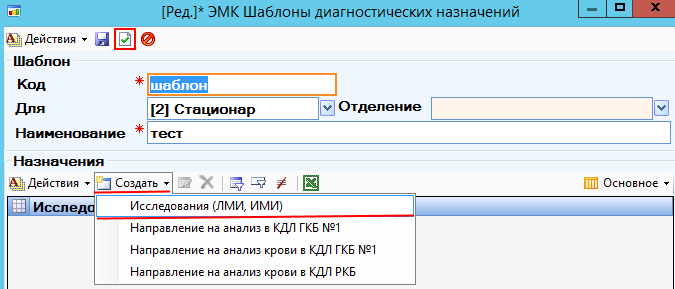 [Ред.]* ЭМК Шаблоны диагностических назначений
Действия
Шаблон
Код * шаблон
Для [2] Стационар Отделение
Наименование * тест
Назначения
Действия Создать Основное
Исследо
Исследования (ЛМИ, ИМИ)
Направление на анализ в КДЛ ГКБ №1
Направление на анализ крови в КДЛ ГКБ №1
Направление на анализ крови в КДЛ РКБ